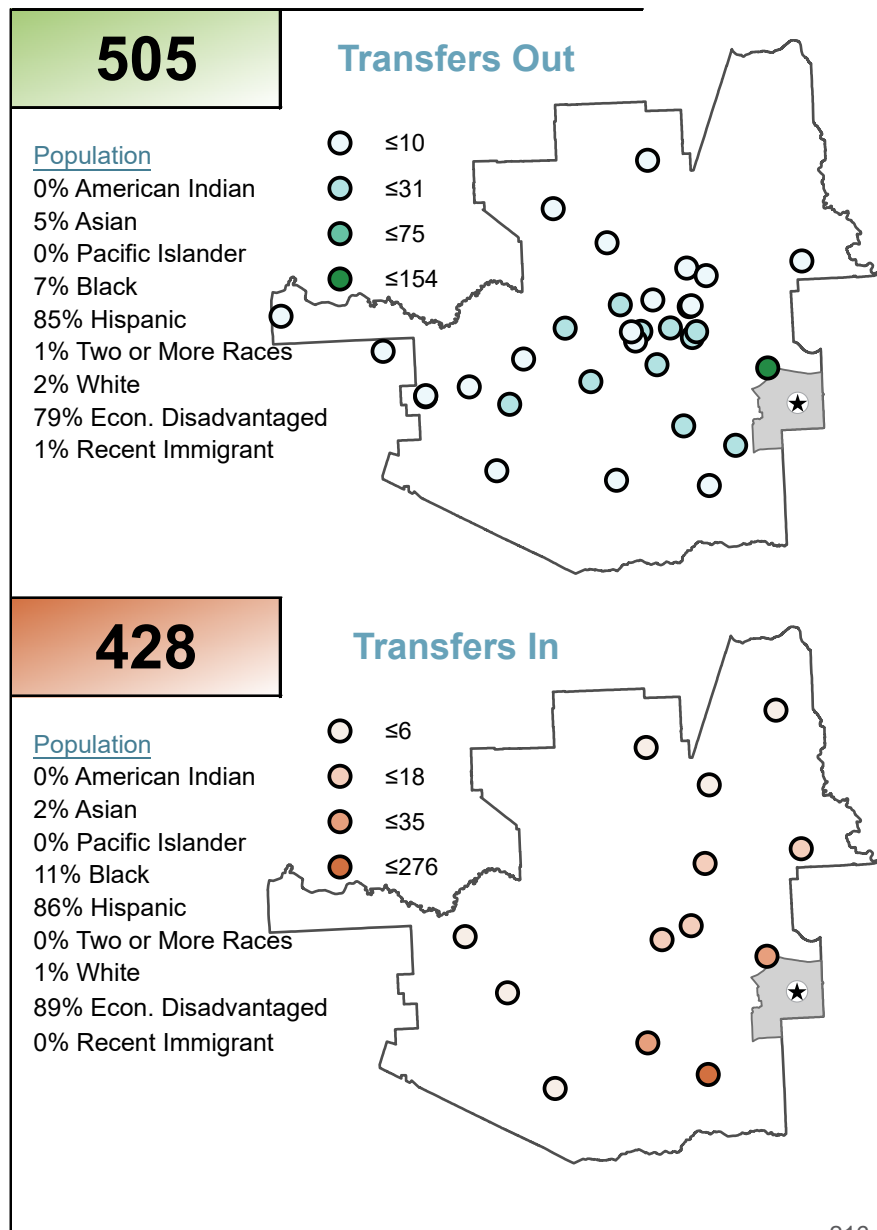 505
Transfers Out
Population
0% American Indian
5% Asian
0% Pacific Islander
7% Black
85% Hispanic
1% Two or More Races
2% White
79% Econ. Disadvantaged
1% Recent Immigrant
≤10
≤31
≤75
≤154
428
Transfers In
Population
0% American Indian
2% Asian
0% Pacific Islander
11% Black
86% Hispanic
0% Two or More Races
1% White
89% Econ. Disadvantaged
0% Recent Immigrant
≤6
≤18
≤35
≤276